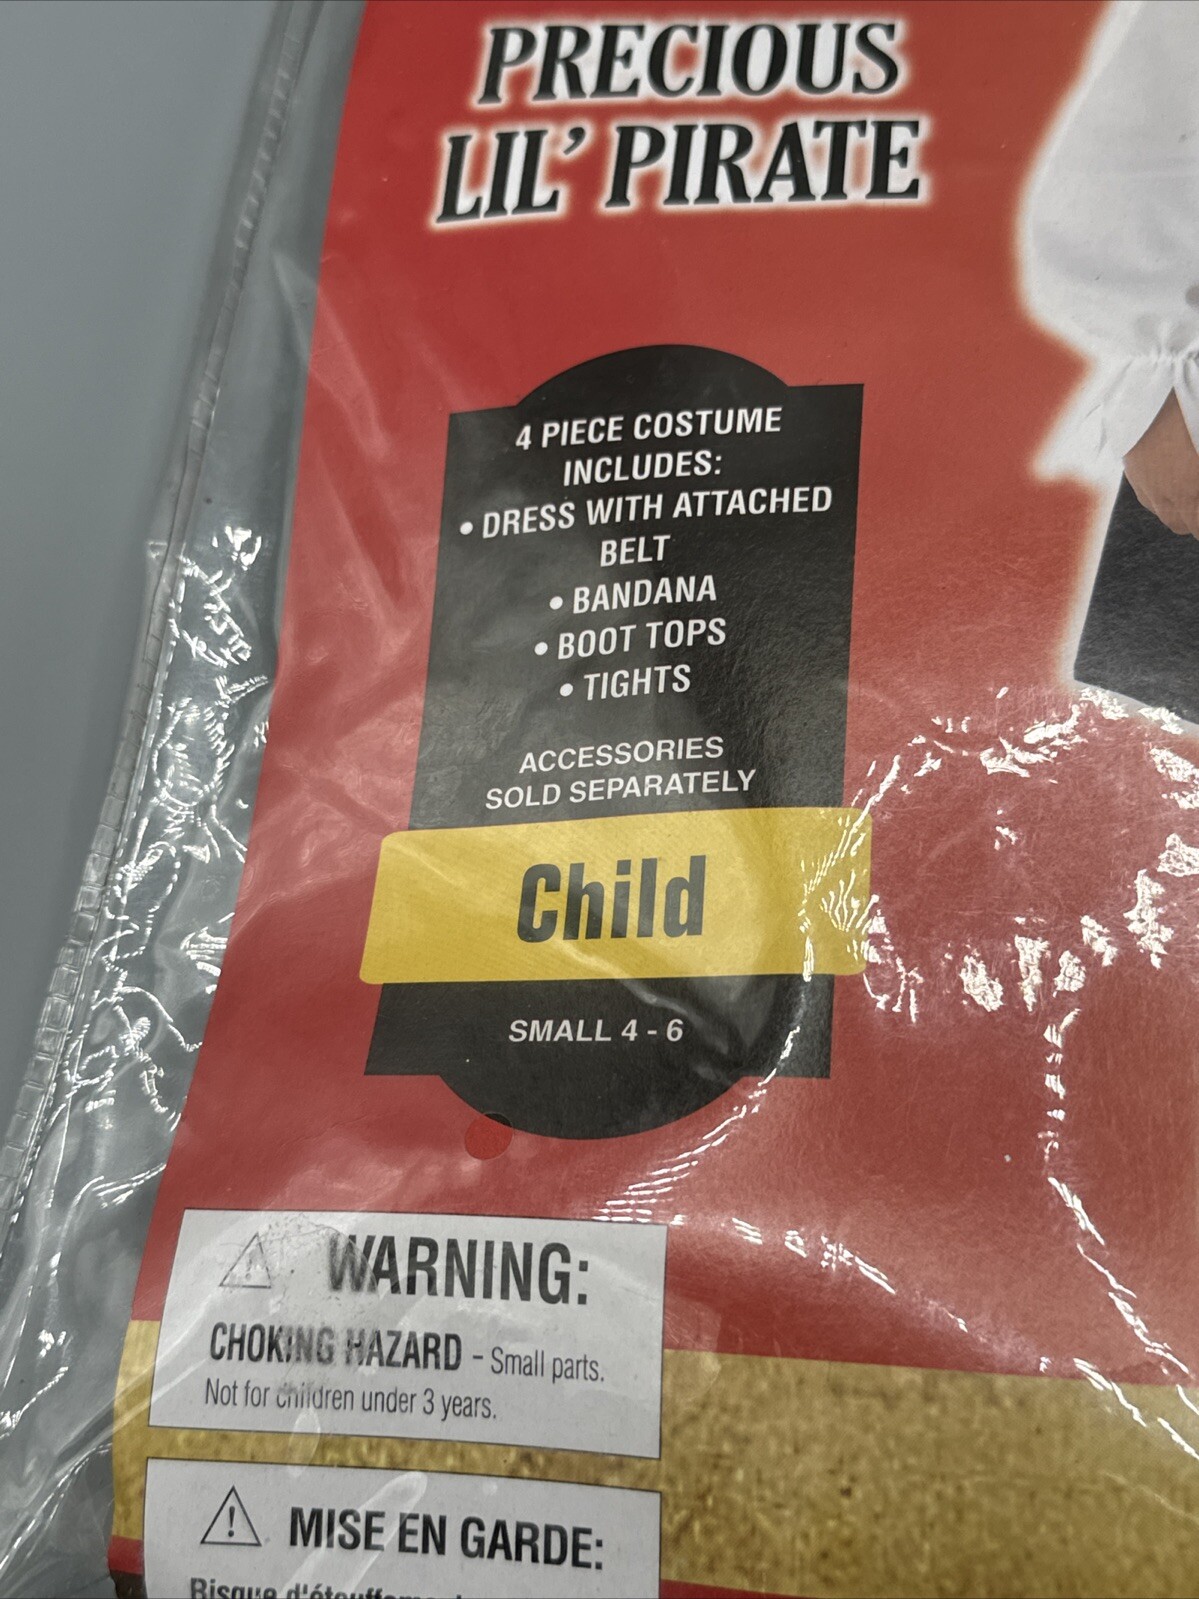 PRECIOUS
LIL' PIRATE
4 PIECE COSTUME
INCLUDES:
• DRESS WITH ATTACHED
BELT
• BANDANA
• BOOT TOPS
• TIGHTS
ACCESSORIES
SOLD SEPARATELY
Child
SMALL 4 - 6
WARNING:
CHOKING HAZARD - Small parts.
Not for children under 3 years.
MISE EN GARDE:
Risque